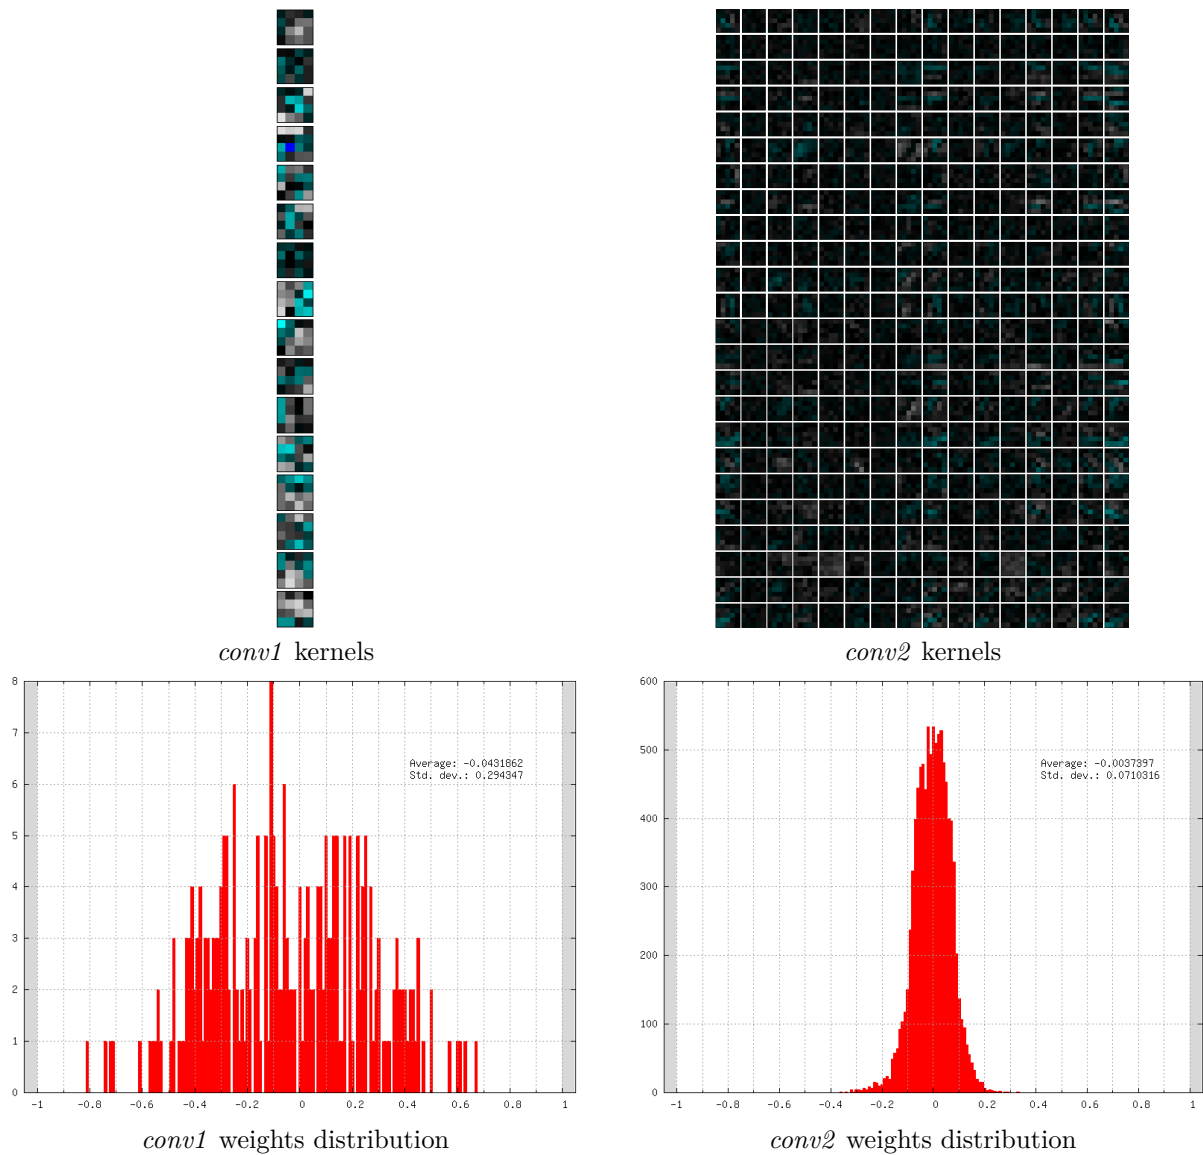 conv1 kernels
conv2 kernels
8
7
6
5
4
3
2
1
0
Average: -0.0431862
Std. dev.: 0.294347
-1 -0.8 -0.6 -0.4 -0.2 0 0.2 0.4 0.6 0.8 1
600
500
400
300
200
100
0
Average: -0.0037397
Std. dev.: 0.0710316
-1 -0.8 -0.6 -0.4 -0.2 0 0.2 0.4 0.6 0.8 1
conv1 weights distribution
conv2 weights distribution